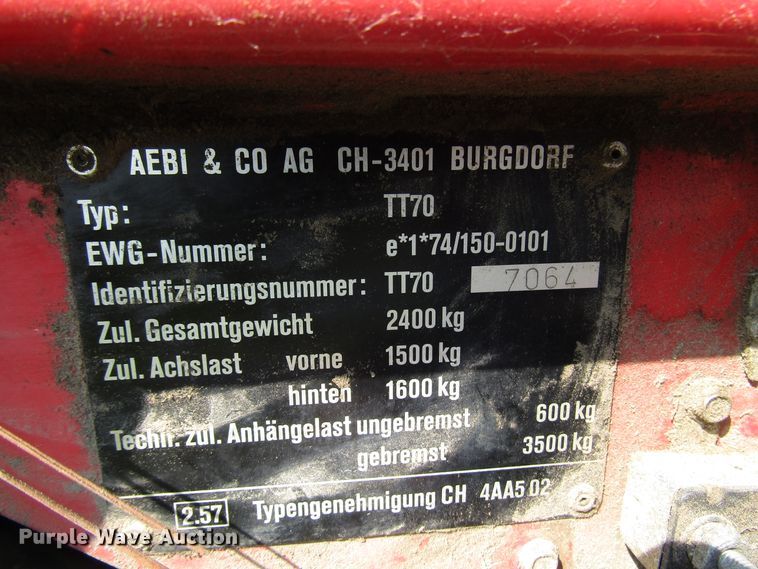 AEBI & CO AG CH-3401 BURGDORF
Typ: TT70
EWG-Nummer: e*1*74/150-0101
Identifizierungsnummer: TT70 7064
Zul. Gesamtgewicht 2400 kg
Zul. Achslast vorne 1500 kg
hinten 1600 kg
Techn. zul. Anhängelast ungebremst 600 kg
gebremst 3500 kg
2.57 Typengenehmigung CH 4AA5 02
Purple Wave Auction